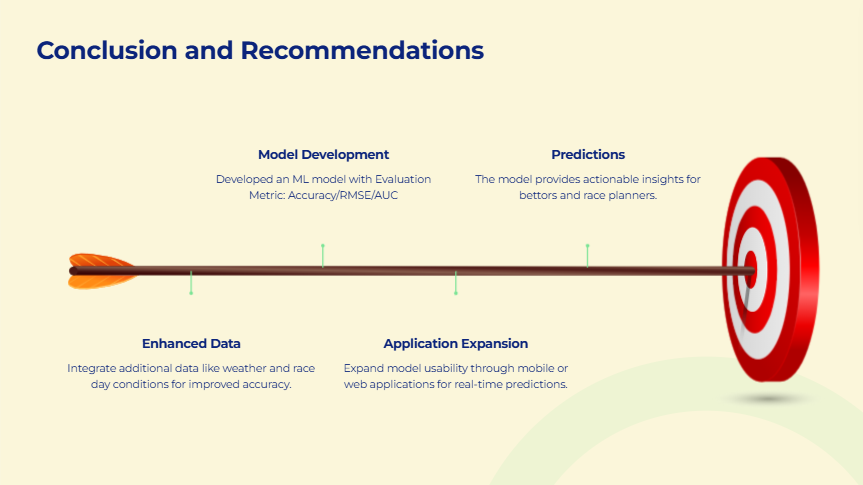 Conclusion and Recommendations
Model Development
Developed an ML model with Evaluation
Metric: Accuracy/RMSE/AUC
Predictions
The model provides actionable insights for
bettors and race planners.
Enhanced Data
Integrate additional data like weather and race
day conditions for improved accuracy.
Application Expansion
Expand model usability through mobile or
web applications for real-time predictions.